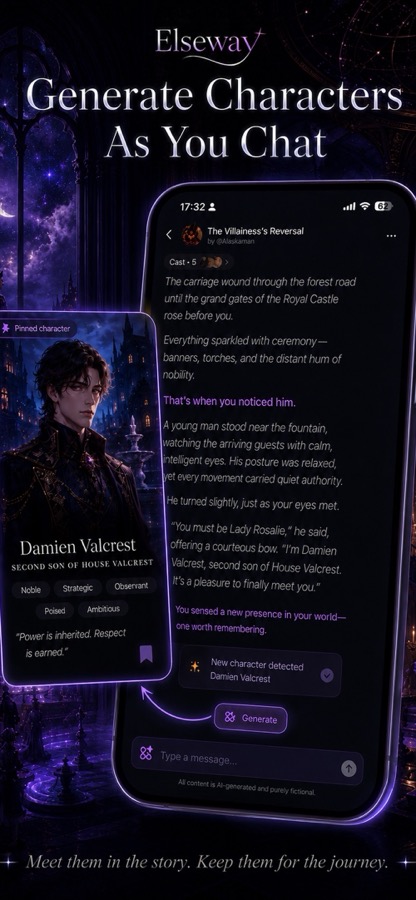 Elseway
Generate Characters
As You Chat
17:32
62
The Villainess's Reversal
by @Alaskaman
Cast • 5
The carriage wound through the forest road
until the grand gates of the Royal Castle
rose before you.
Everything sparkled with ceremony—
banners, torches, and the distant hum of
nobility.
That's when you noticed him.
A young man stood near the fountain,
watching the arriving guests with calm,
intelligent eyes. His posture was relaxed,
yet every movement carried quiet authority.
He turned slightly, just as your eyes met.
"You must be Lady Rosalie," he said,
offering a courteous bow. "I'm Damien
Valcrest, second son of House Valcrest.
It's a pleasure to finally meet you."
You sensed a new presence in your world—
one worth remembering.
New character detected
Damien Valcrest
Generate
Type a message...
All content is AI-generated and purely fictional.
Pinned character
Damien Valcrest
SECOND SON OF HOUSE VALCREST
Noble
Strategic
Observant
Poised
Ambitious
"Power is inherited. Respect
is earned."
Meet them in the story. Keep them for the journey.